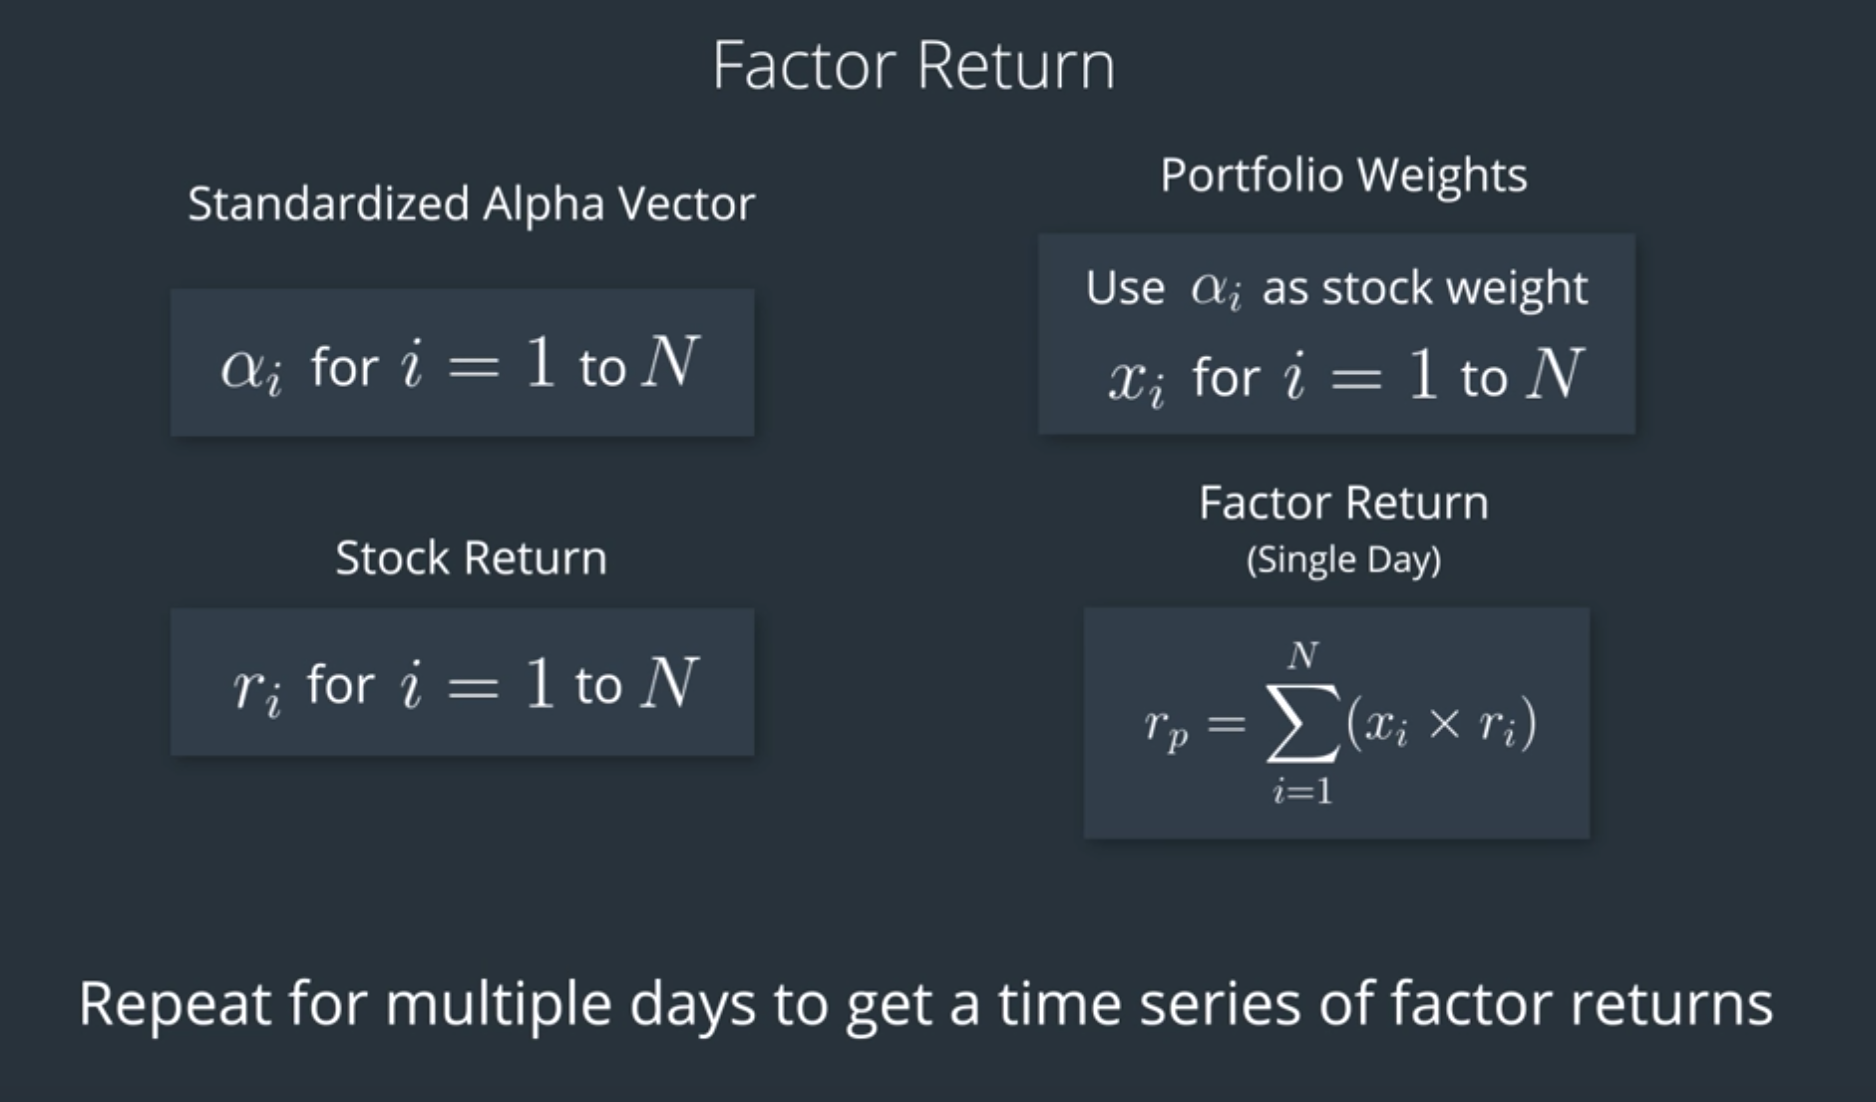 Factor Return
Standardized Alpha Vector
αᵢ for i = 1 to N
Portfolio Weights
Use αᵢ as stock weight
xᵢ for i = 1 to N
Stock Return
rᵢ for i = 1 to N
Factor Return
(Single Day)
r_p = ∑_{i=1}^{N} (xᵢ × rᵢ)
Repeat for multiple days to get a time series of factor returns